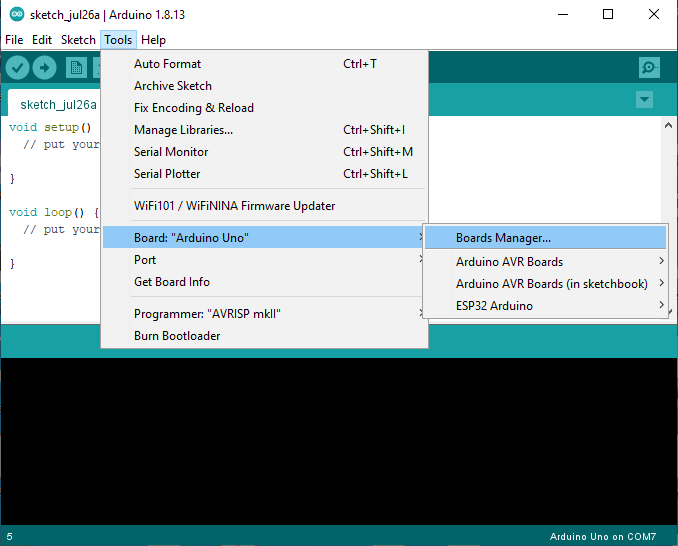 sketch_jul26a | Arduino 1.8.13
File Edit Sketch Tools Help
sketch_jul26a
void setup()
// put your
}
void loop() {
// put your
}
Auto Format Ctrl+T
Archive Sketch
Fix Encoding & Reload
Manage Libraries... Ctrl+Shift+I
Serial Monitor Ctrl+Shift+M
Serial Plotter Ctrl+Shift+L
WiFi101 / WiFiNINA Firmware Updater
Board: "Arduino Uno"
Port
Get Board Info
Programmer: "AVRISP mkII"
Burn Bootloader
Boards Manager...
Arduino AVR Boards
Arduino AVR Boards (in sketchbook)
ESP32 Arduino
5 Arduino Uno on COM7